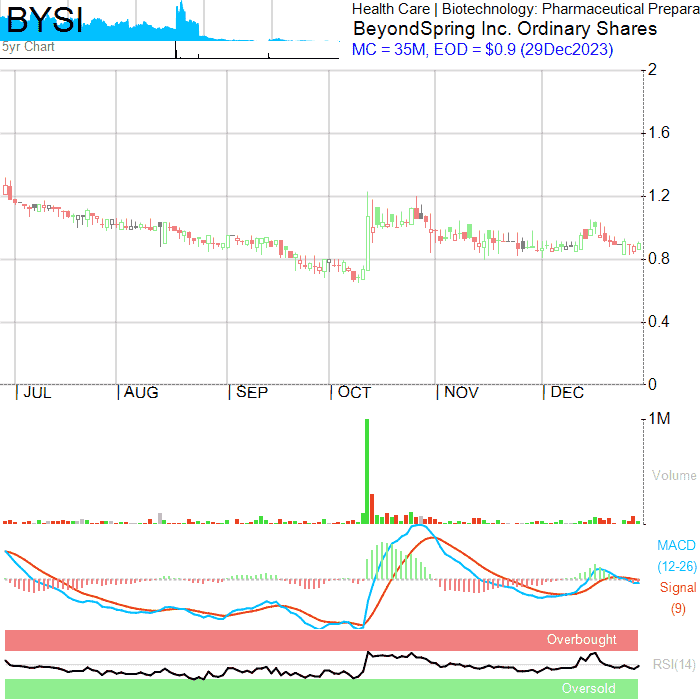 BYSI
5yr Chart
Health Care | Biotechnology: Pharmaceutical Prepara
BeyondSpring Inc. Ordinary Shares
MC = 35M, EOD = $0.9 (29Dec2023)
2
1.6
1.2
0.8
0.4
0
JUL AUG SEP OCT NOV DEC
1M
Volume
MACD
(12-26)
Signal
(9)
Overbought
RSI(14)
Oversold